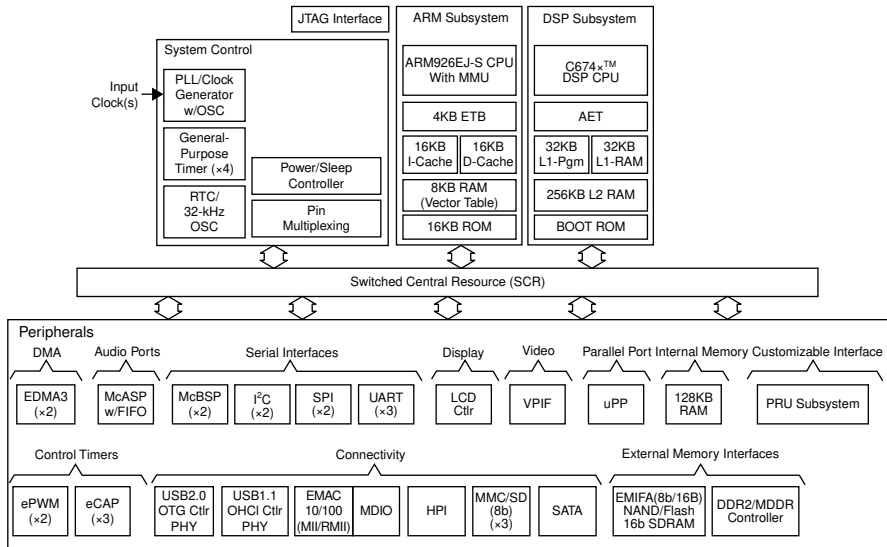 JTAG Interface
ARM Subsystem
DSP Subsystem
System Control
Input
Clock(s)
PLL/Clock
Generator
w/OSC
General-
Purpose
Timer (×4)
RTC/
32-kHz
OSC
Power/Sleep
Controller
Pin
Multiplexing
ARM926EJ-S CPU
With MMU
4KB ETB
16KB
I-Cache
16KB
D-Cache
8KB RAM
(Vector Table)
16KB ROM
C674×™
DSP CPU
AET
32KB
L1-Pgm
32KB
L1-RAM
256KB L2 RAM
BOOT ROM
Switched Central Resource (SCR)
Peripherals
DMA
Audio Ports
Serial Interfaces
Display
Video
Parallel Port
Internal Memory
Customizable Interface
EDMA3
(×2)
McASP
w/FIFO
McBSP
(×2)
I²C
(×2)
SPI
(×2)
UART
(×3)
LCD
Ctlr
VPIF
uPP
128KB
RAM
PRU Subsystem
Control Timers
Connectivity
External Memory Interfaces
ePWM
(×2)
eCAP
(×3)
USB2.0
OTG Ctlr
PHY
USB1.1
OHCI Ctlr
PHY
EMAC
10/100
(MII/RMII)
MDIO
HPI
MMC/SD
(8b)
(×3)
SATA
EMIFA(8b/16B)
NAND/Flash
16b SDRAM
DDR2/MDDR
Controller